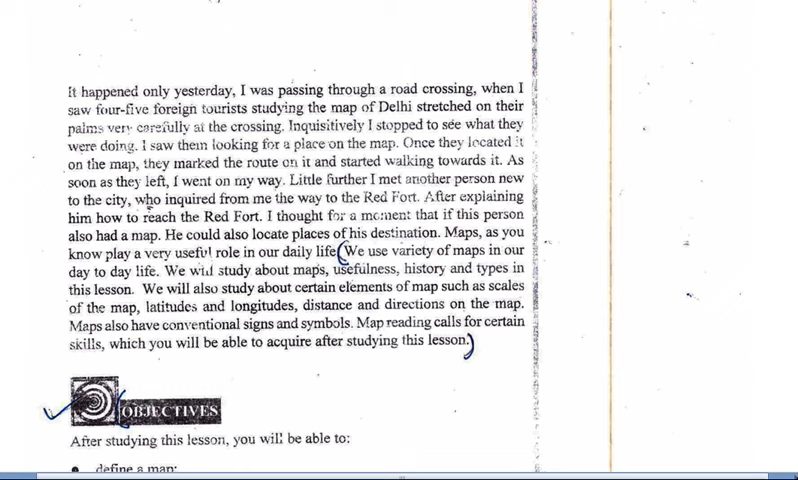 It happened only yesterday, I was passing through a road crossing, when I
saw four-five foreign tourists studying the map of Delhi stretched on their
palms very carefully at the crossing. Inquisitively I stopped to see what they
were doing. I saw them looking for a place on the map. Once they located it
on the map, they marked the route on it and started walking towards it. As
soon as they left, I went on my way. Little further I met another person new
to the city, who inquired from me the way to the Red Fort. After explaining
him how to reach the Red Fort. I thought for a moment that if this person
also had a map. He could also locate places of his destination. Maps, as you
know play a very useful role in our daily life (We use variety of maps in our
day to day life. We will study about maps, usefulness, history and types in
this lesson. We will also study about certain elements of map such as scales
of the map, latitudes and longitudes, distance and directions on the map.
Maps also have conventional signs and symbols. Map reading calls for certain
skills, which you will be able to acquire after studying this lesson.)
OBJECTIVES
After studying this lesson, you will be able to:
• define a map;